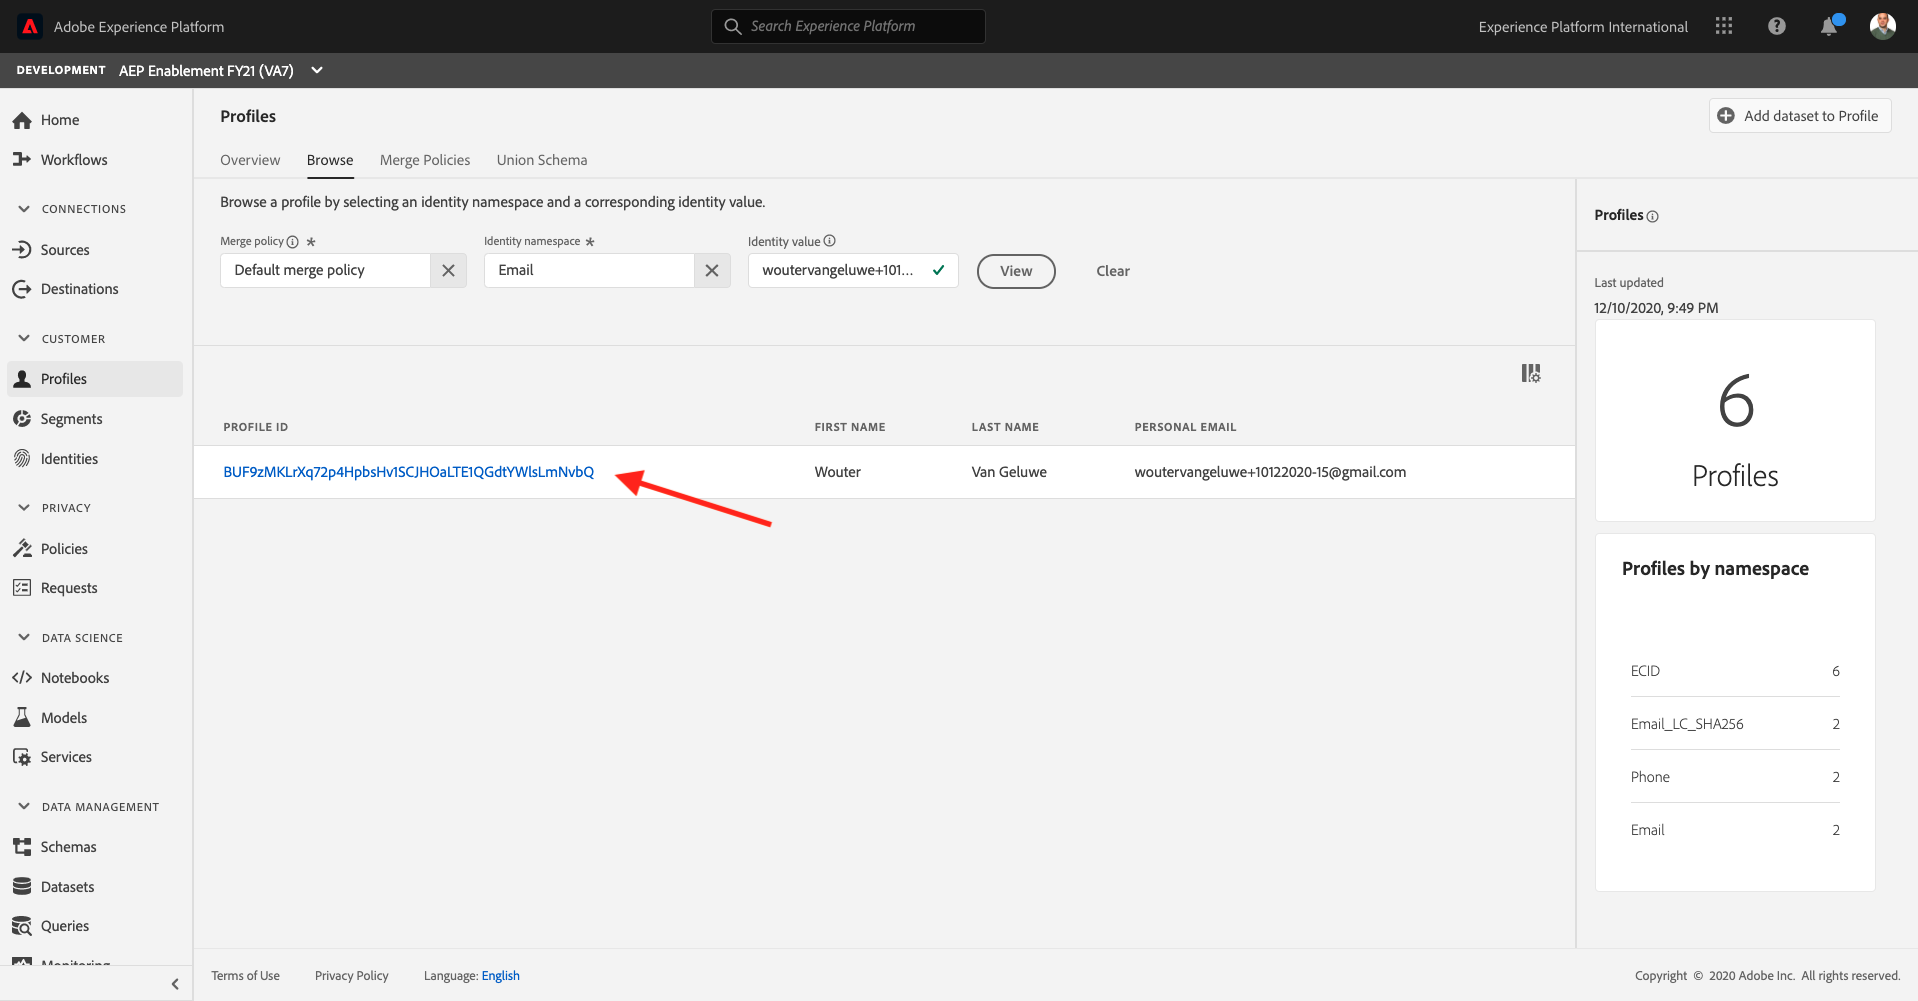 Adobe Experience Platform
Search Experience Platform
Experience Platform International
DEVELOPMENT AEP Enablement FY21 (VA7)
Home
Workflows
CONNECTIONS
Sources
Destinations
CUSTOMER
Profiles
Segments
Identities
PRIVACY
Policies
Requests
DATA SCIENCE
Notebooks
Models
Services
DATA MANAGEMENT
Schemas
Datasets
Queries
Monitoring
Profiles
Add dataset to Profile
Overview Browse Merge Policies Union Schema
Browse a profile by selecting an identity namespace and a corresponding identity value.
Merge policy * Identity namespace * Identity value
Default merge policy Email woutervangeluwe+101... View Clear
PROFILE ID FIRST NAME LAST NAME PERSONAL EMAIL
BUF9zMKLrXq72p4HpbsHv1SCJHOaLTE1QGdtYWlsLmNvbQ Wouter Van Geluwe woutervangeluwe+10122020-15@gmail.com
Profiles
Last updated
12/10/2020, 9:49 PM
6
Profiles
Profiles by namespace
ECID 6
Email_LC_SHA256 2
Phone 2
Email 2
Terms of Use Privacy Policy Language: English
Copyright © 2020 Adobe Inc. All rights reserved.